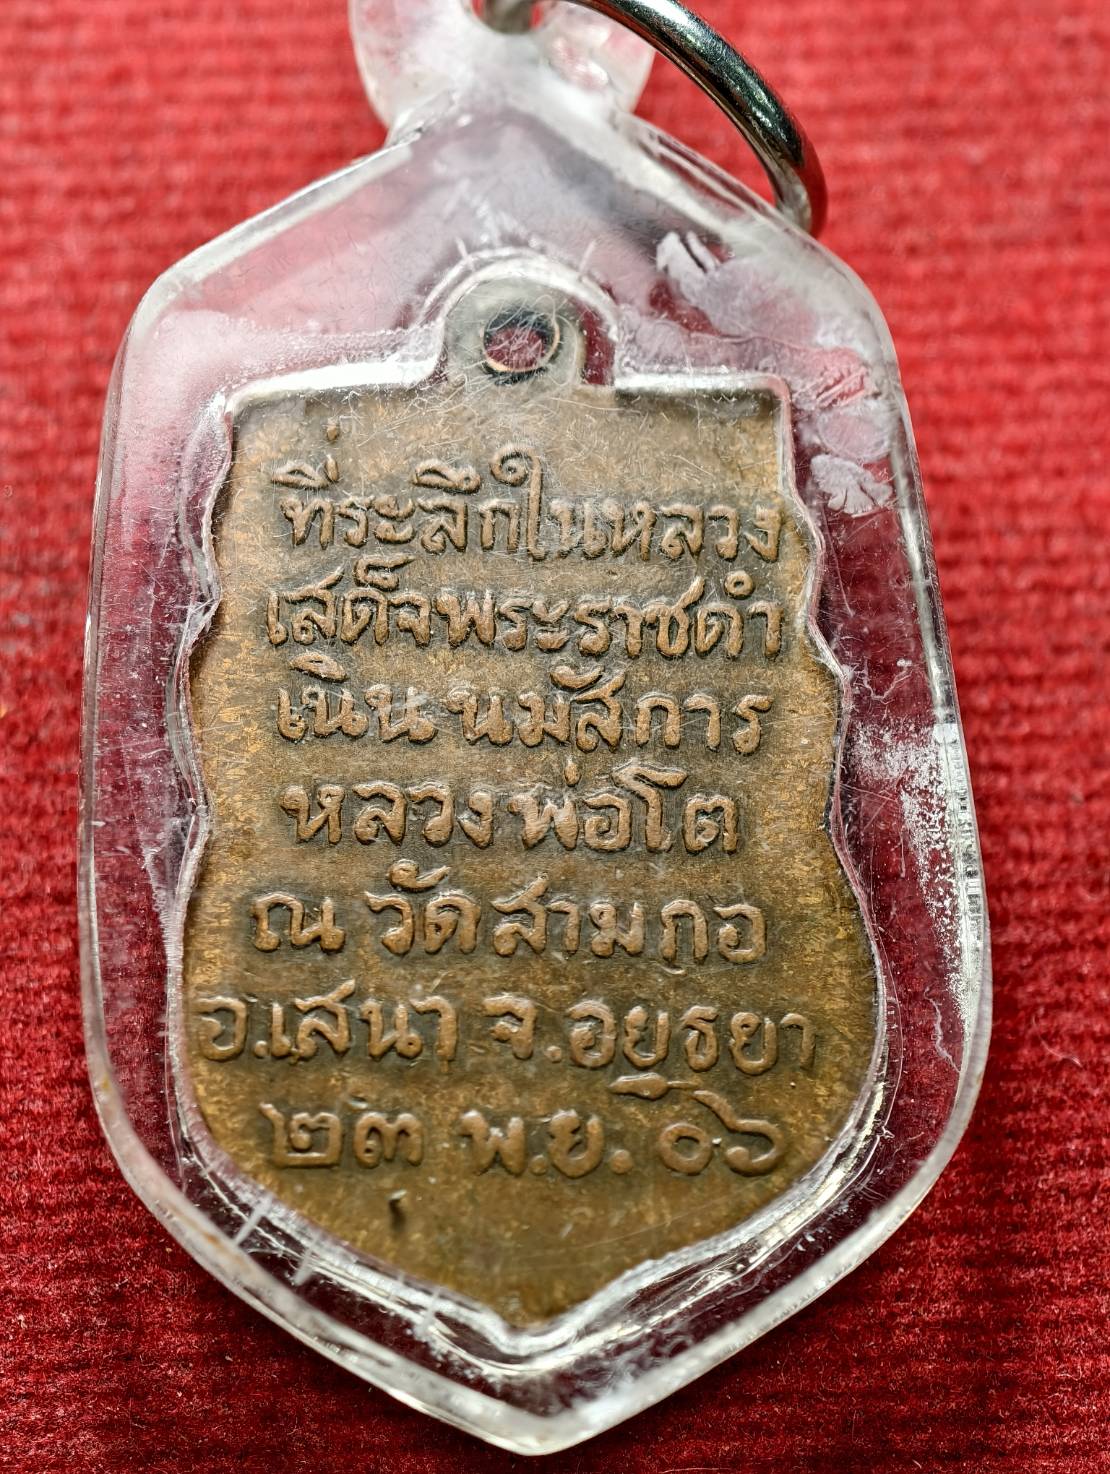 ที่ระลึกในหลวง
เสด็จพระราชดำ
เนินนมัสการ
หลวงพ่อโต
ณ วัดสามกอ
อ.เสนา จ.อยุธยา
๒๓ พ.ย. ๐๖